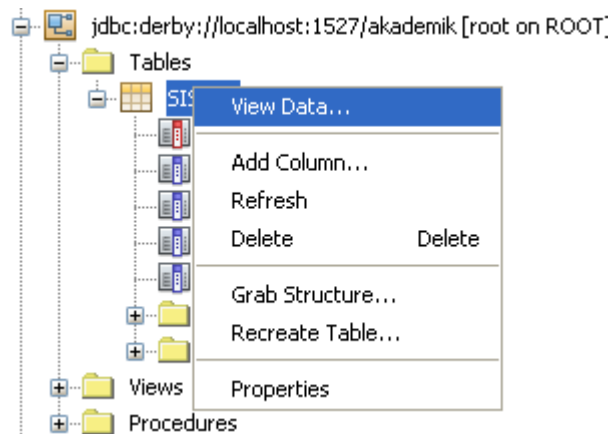 jdbc:derby://localhost:1527/akademik [root on ROOT]
Tables
View Data...
Add Column...
Refresh
Delete Delete
Grab Structure...
Recreate Table...
Views
Properties
Procedures